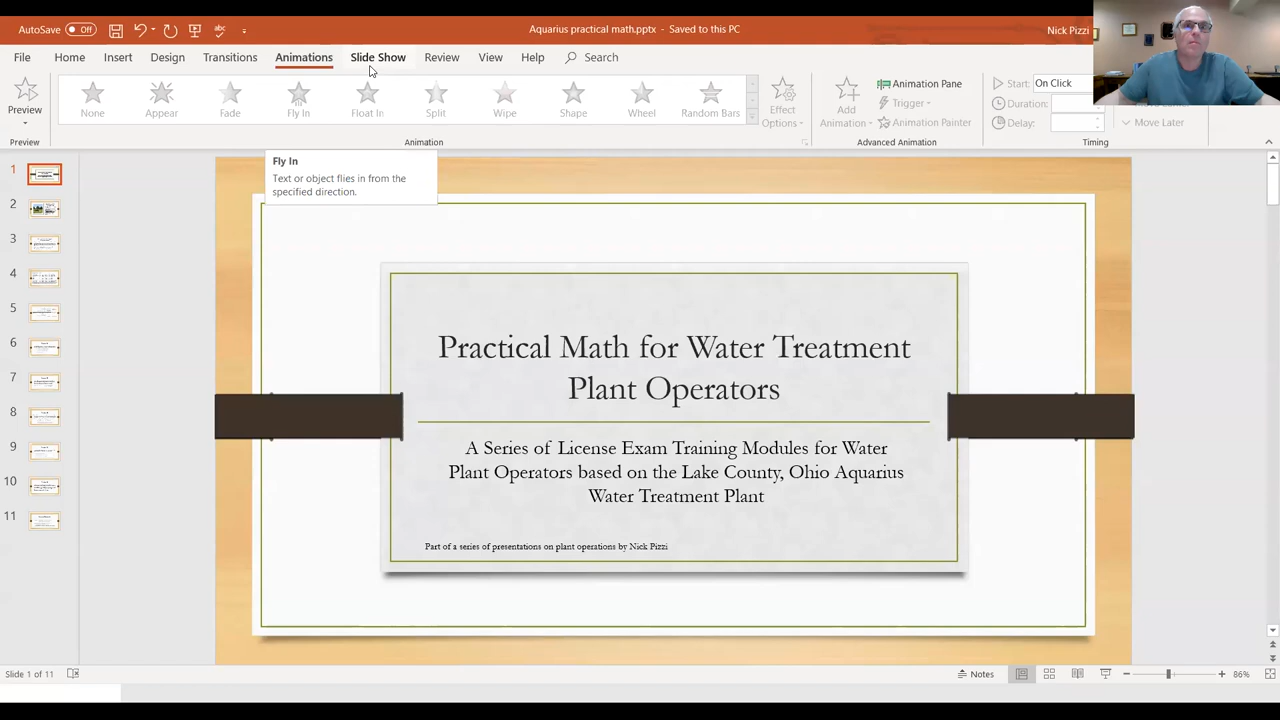 AutoSave Off
Aquarius practical math.pptx - Saved to this PC
Nick Pizzi
File Home Insert Design Transitions Animations Slide Show Review View Help Search
Preview
None Appear Fade Fly In Float In Split Wipe Shape Wheel Random Bars
Effect Options
Add Animation
Animation Pane
Trigger
Animation Painter
Start: On Click
Duration:
Delay:
Move Later
Preview Animation Advanced Animation Timing
Fly In
Text or object flies in from the
specified direction.
1
2
3
4
5
6
7
8
9
10
11
Practical Math for Water Treatment
Plant Operators
A Series of License Exam Training Modules for Water
Plant Operators based on the Lake County, Ohio Aquarius
Water Treatment Plant
Part of a series of presentations on plant operations by Nick Pizzi
Slide 1 of 11
Notes
86%